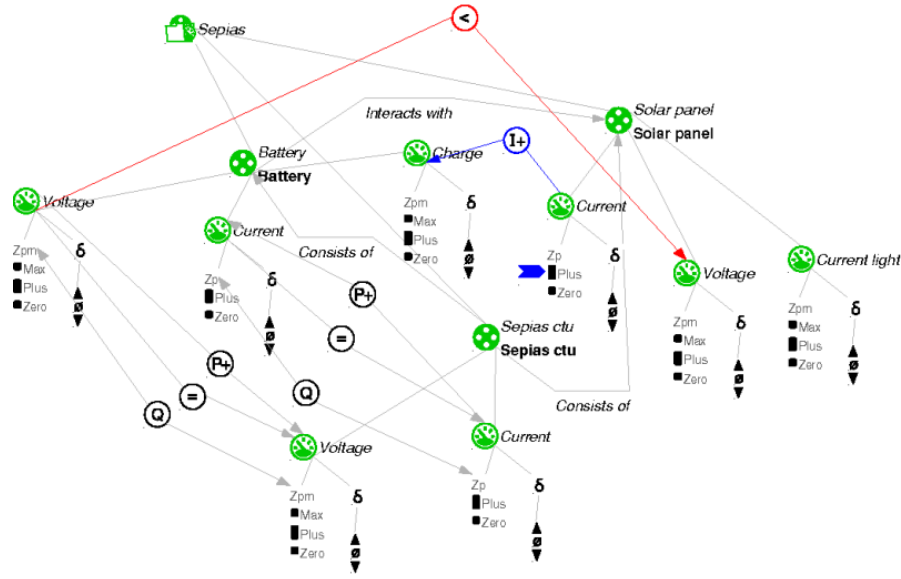 <
Sepias
Interacts with
Solar panel
Solar panel
I+
Battery
Battery
Charge
Voltage
Current
Current
Zpm
Max
Plus
Zero
δ
ø
Zp
Plus
Zero
δ
ø
Zpm
Max
Plus
Zero
δ
ø
Zp
Plus
Zero
δ
ø
Consists of
Voltage
Current light
Zpm
Max
Plus
Zero
δ
ø
Zpm
Max
Plus
Zero
δ
ø
P+
=
Sepias ctu
Sepias ctu
P+
=
Q
Q
Consists of
Voltage
Current
Zpm
Max
Plus
Zero
δ
ø
Zp
Plus
Zero
δ
ø